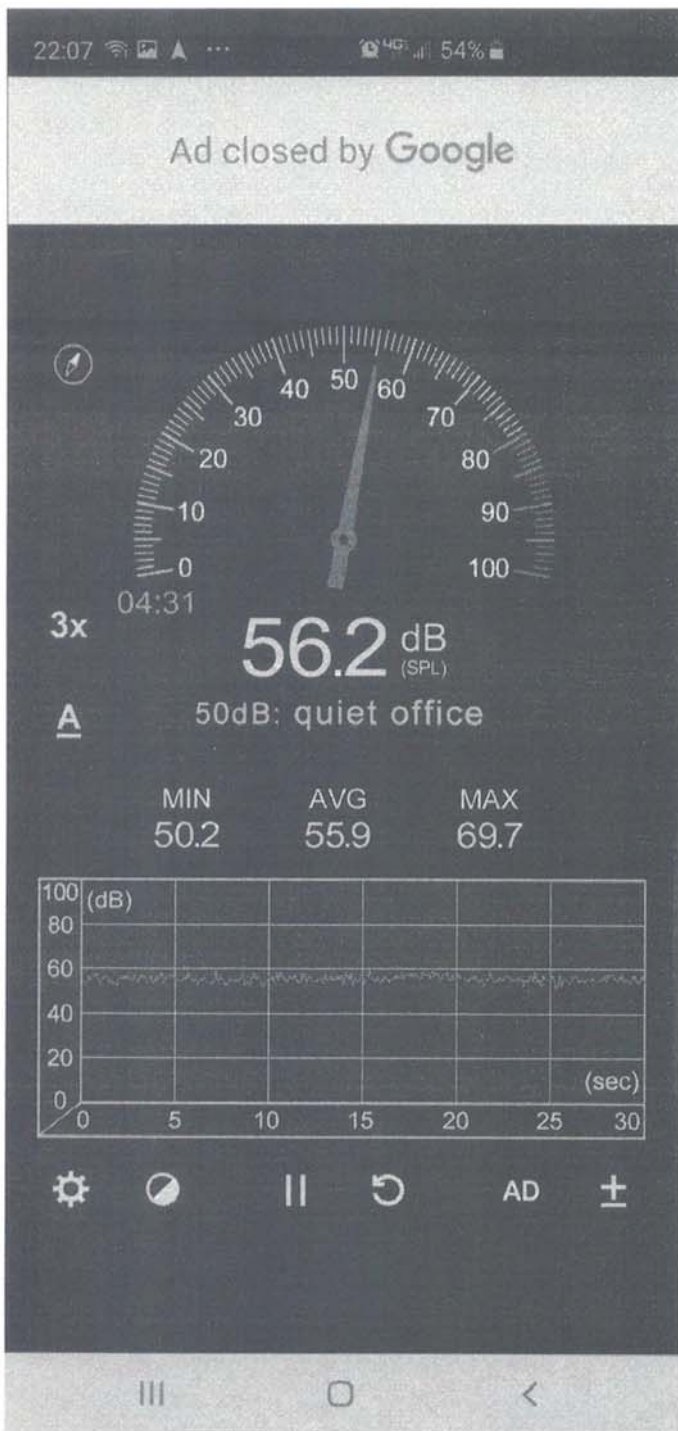 22:07 4G 54%
Ad closed by Google
50
40 60
30 70
20 80
10 90
0 100
04:31
3x
56.2 dB
(SPL)
A 50dB: quiet office
MIN AVG MAX
50.2 55.9 69.7
100 (dB)
80
60
40
20
0 (sec)
0 5 10 15 20 25 30
AD